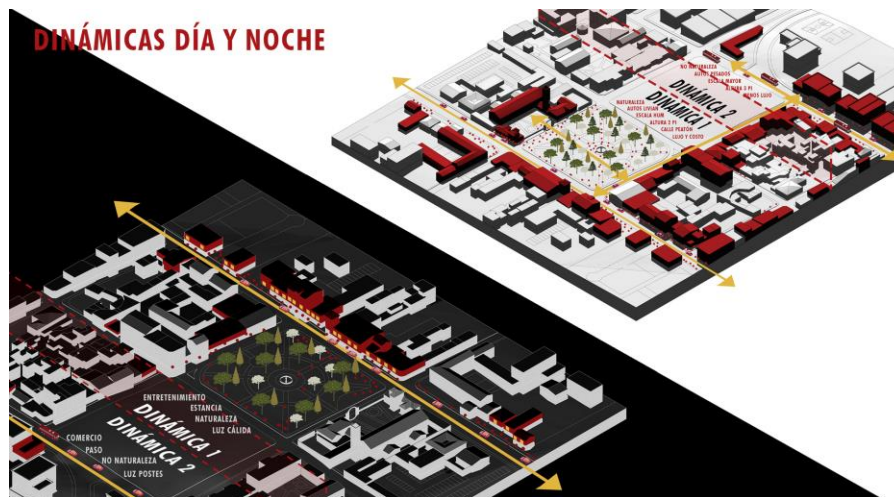 DINÁMICAS DÍA Y NOCHE
NO NATURALEZA
AUTOS PESADOS
ESCALA MAYOR
ALTURA 3 PI
MENOS LUJO
DINÁMICA 2
DINÁMICA 1
NATURALEZA
AUTOS LIVIAN
ESCALA HUM
ALTURA 2 PI
CALLE PEATÓN
LUJO Y COSTO
ENTRETENIMIENTO
ESTANCIA
NATURALEZA
LUZ CÁLIDA
DINÁMICA 1
DINÁMICA 2
COMERCIO
PASO
NO NATURALEZA
LUZ POSTES